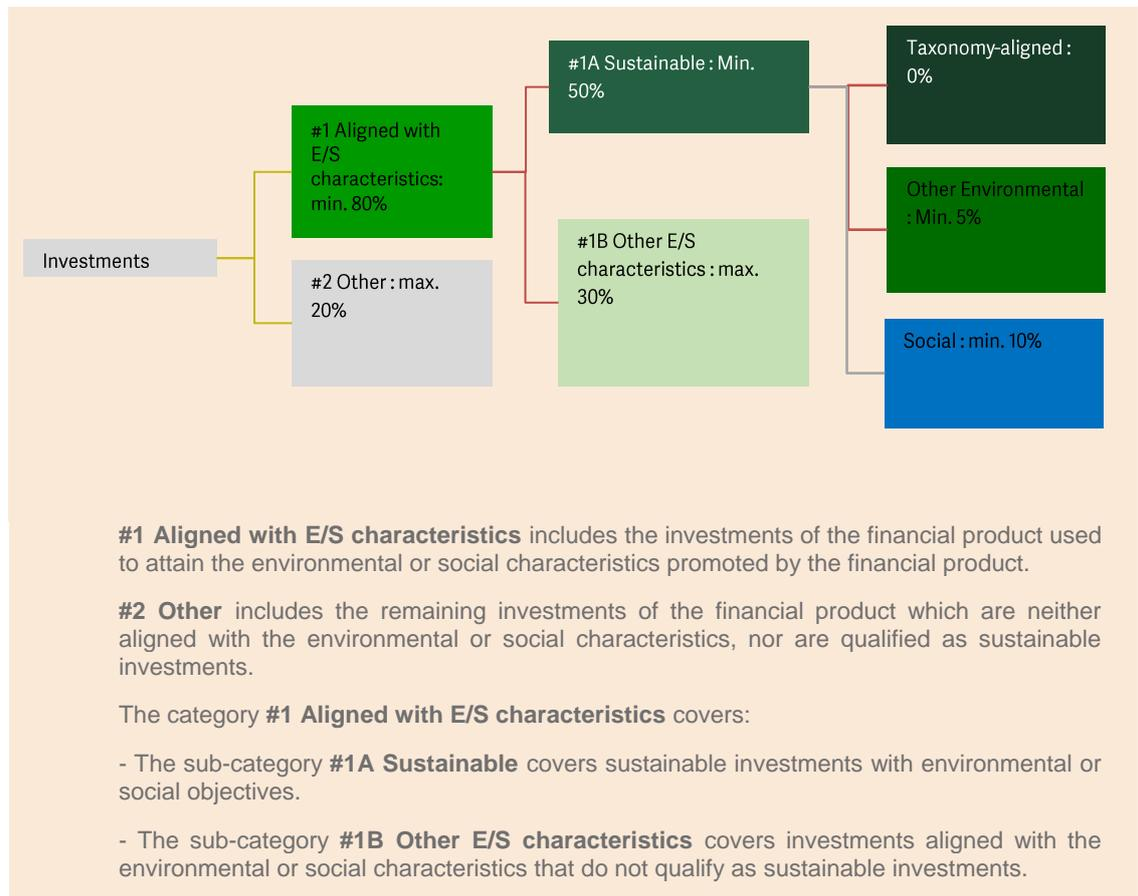 Investments
#1 Aligned with
E/S
characteristics:
min. 80%
#2 Other : max.
20%
#1A Sustainable : Min.
50%
#1B Other E/S
characteristics : max.
30%
Taxonomy-aligned :
0%
Other Environmental
: Min. 5%
Social : min. 10%
#1 Aligned with E/S characteristics includes the investments of the financial product used
to attain the environmental or social characteristics promoted by the financial product.
#2 Other includes the remaining investments of the financial product which are neither
aligned with the environmental or social characteristics, nor are qualified as sustainable
investments.
The category #1 Aligned with E/S characteristics covers:
- The sub-category #1A Sustainable covers sustainable investments with environmental or
social objectives.
- The sub-category #1B Other E/S characteristics covers investments aligned with the
environmental or social characteristics that do not qualify as sustainable investments.